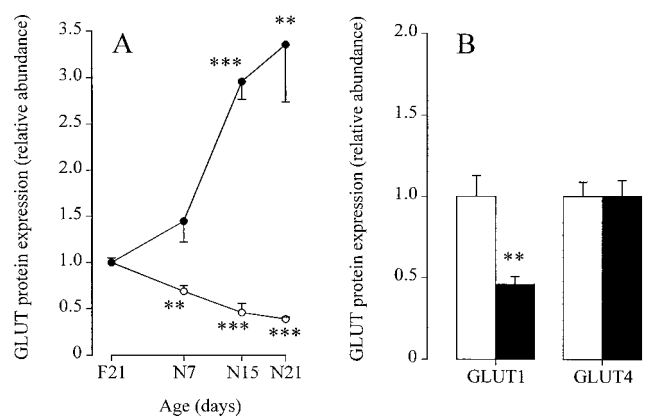 A
GLUT protein expression (relative abundance)
3.5
3.0
2.5
2.0
1.5
1.0
0.5
0
**
***
**
***
***
F21 N7 N15 N21
Age (days)
B
GLUT protein expression (relative abundance)
2.0
1.5
1.0
0.5
0
**
GLUT1 GLUT4